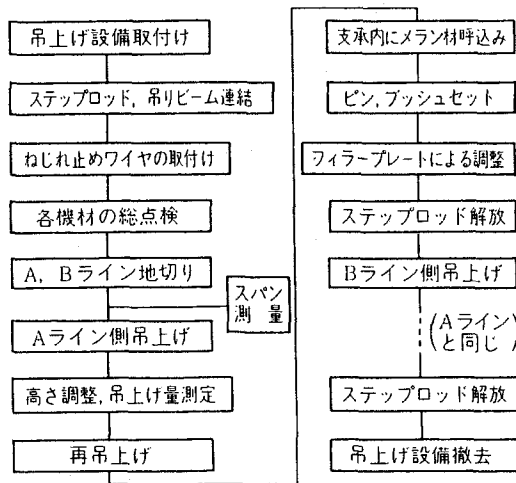 吊上げ設備取付け
ステップロッド, 吊りビーム連結
ねじれ止めワイヤの取付け
各機材の総点検
A, Bライン地切り
スパン
測 量
Aライン側吊上げ
高さ調整, 吊上げ量測定
再吊上げ
支承内にメラン材呼込み
ピン, ブッシュセット
フィラープレートによる調整
ステップロッド解放
Bライン側吊上げ
(Aライン
と同じ)
ステップロッド解放
吊上げ設備撤去